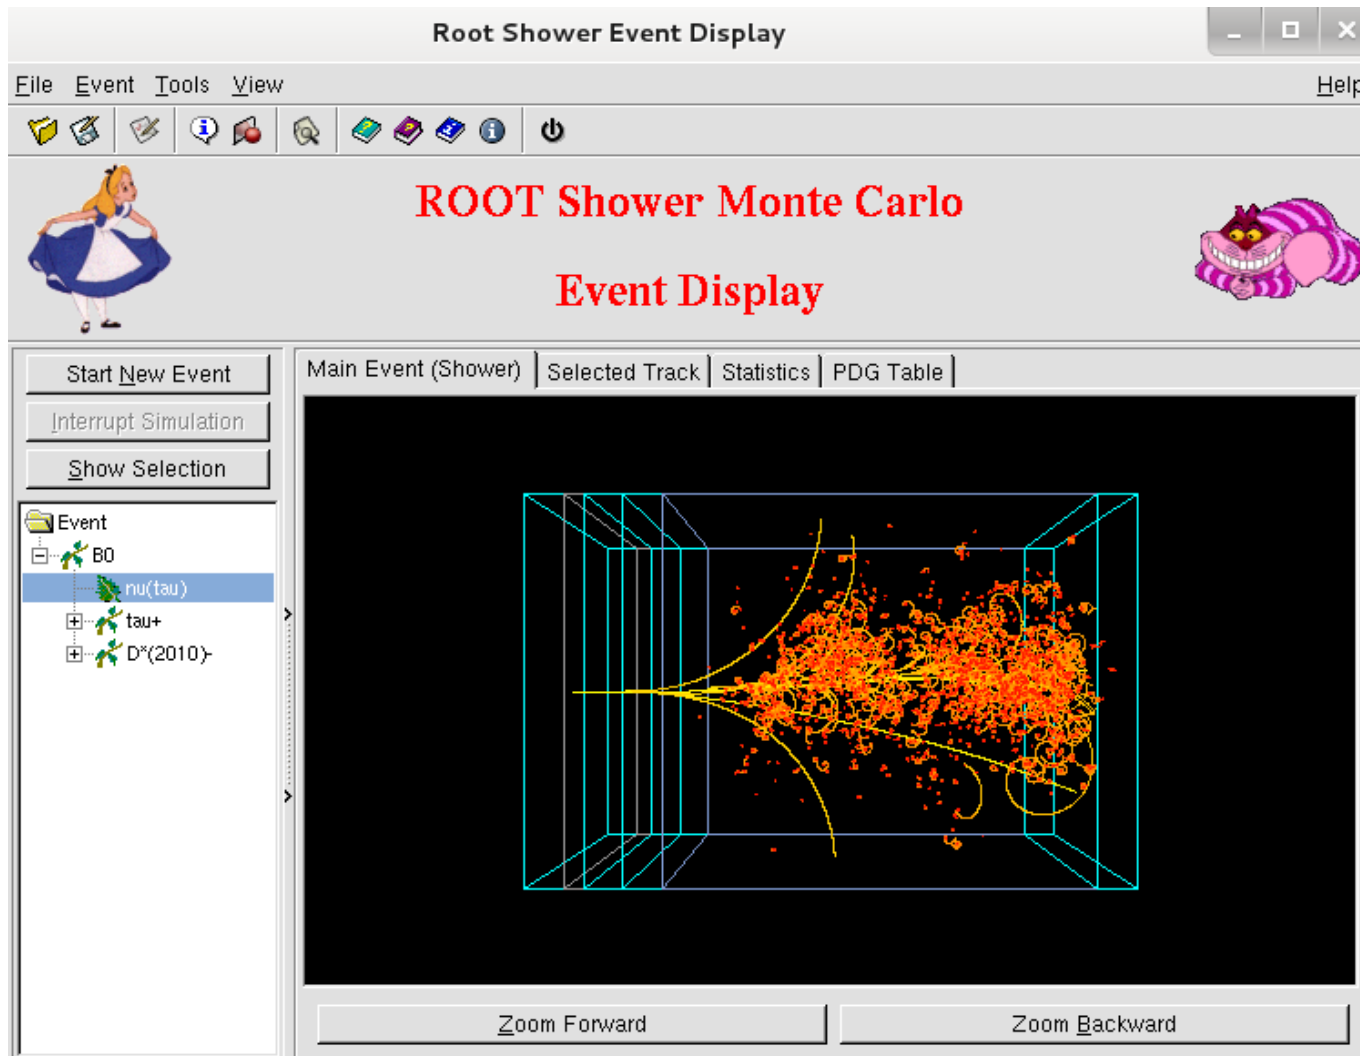 Root Shower Event Display
File Event Tools View Help
ROOT Shower Monte Carlo
Event Display
Start New Event
Interrupt Simulation
Show Selection
Main Event (Shower) Selected Track Statistics PDG Table
Event
B0
nu(tau)
tau+
D*(2010)-
Zoom Forward Zoom Backward